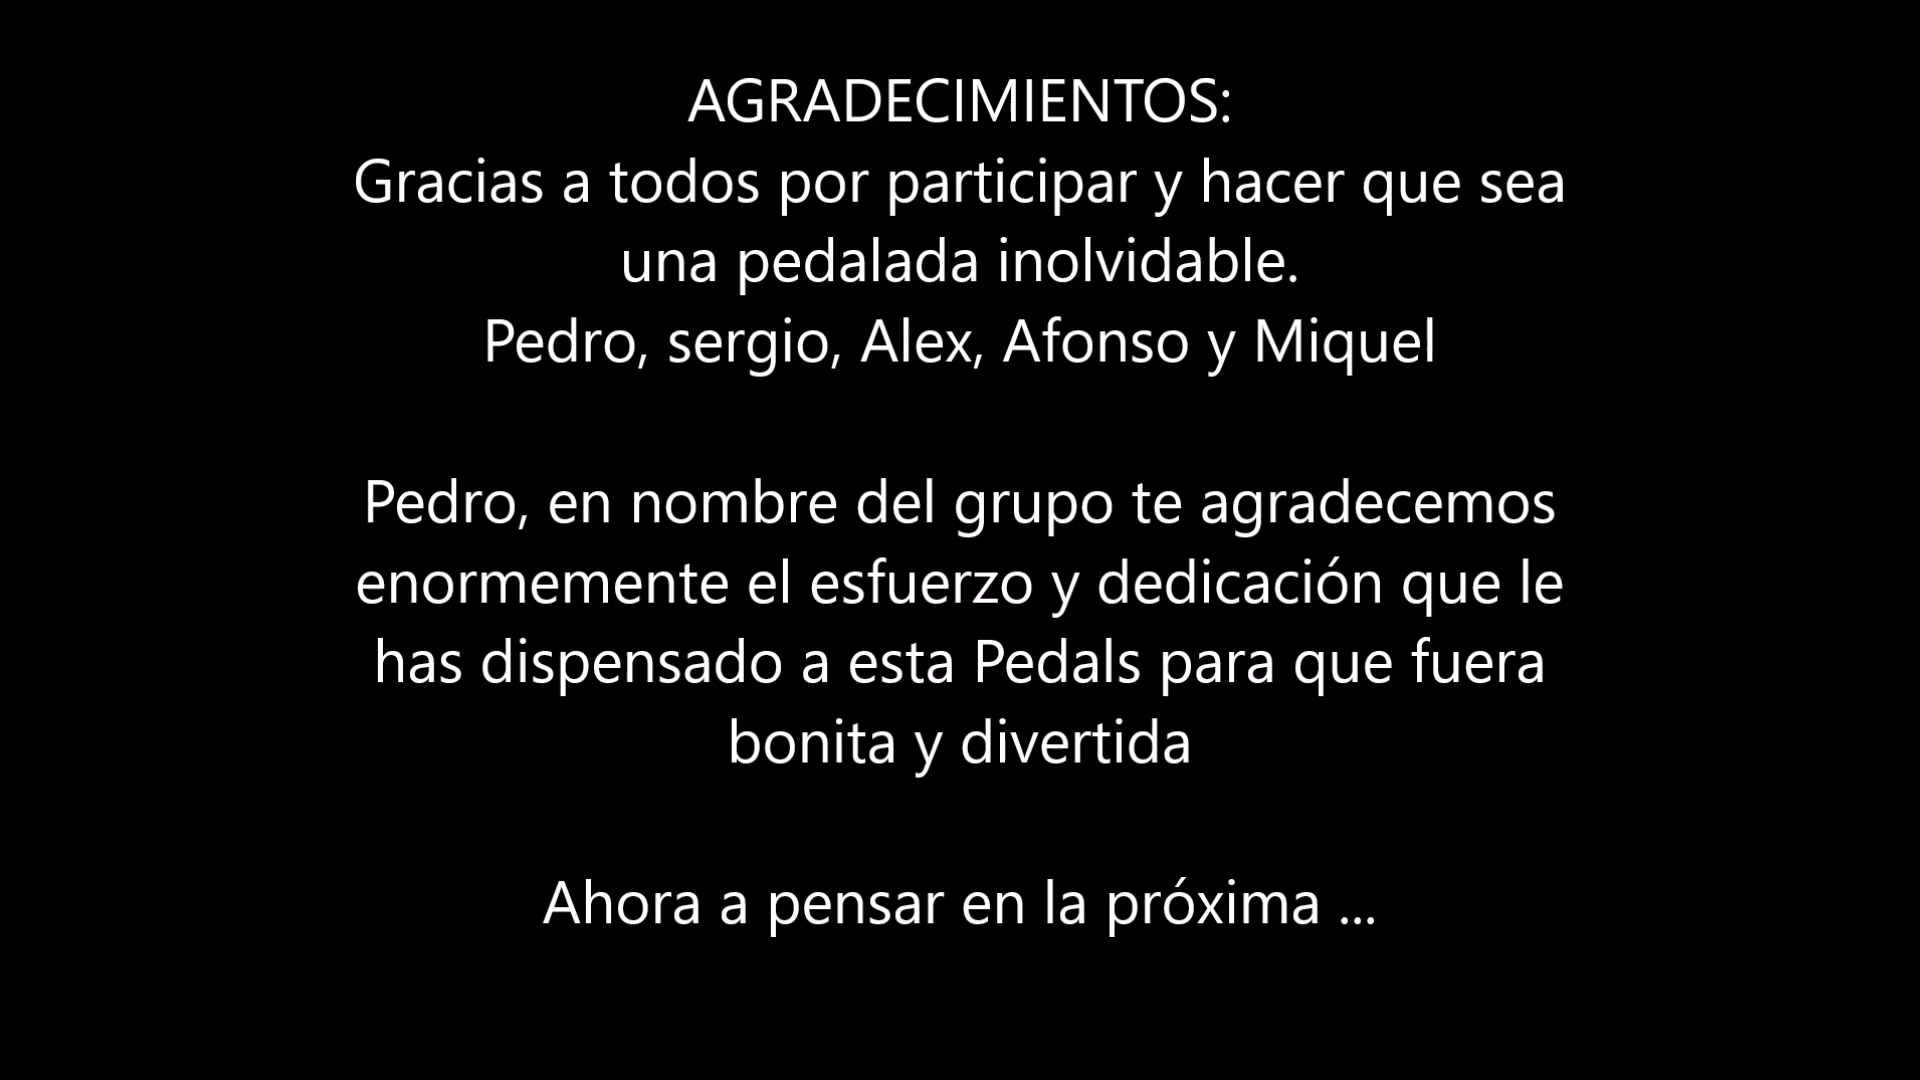 AGRADECIMIENTOS:
Gracias a todos por participar y hacer que sea
una pedalada inolvidable.
Pedro, sergio, Alex, Afonso y Miquel
Pedro, en nombre del grupo te agradecemos
enormemente el esfuerzo y dedicación que le
has dispensado a esta Pedals para que fuera
bonita y divertida
Ahora a pensar en la próxima ...